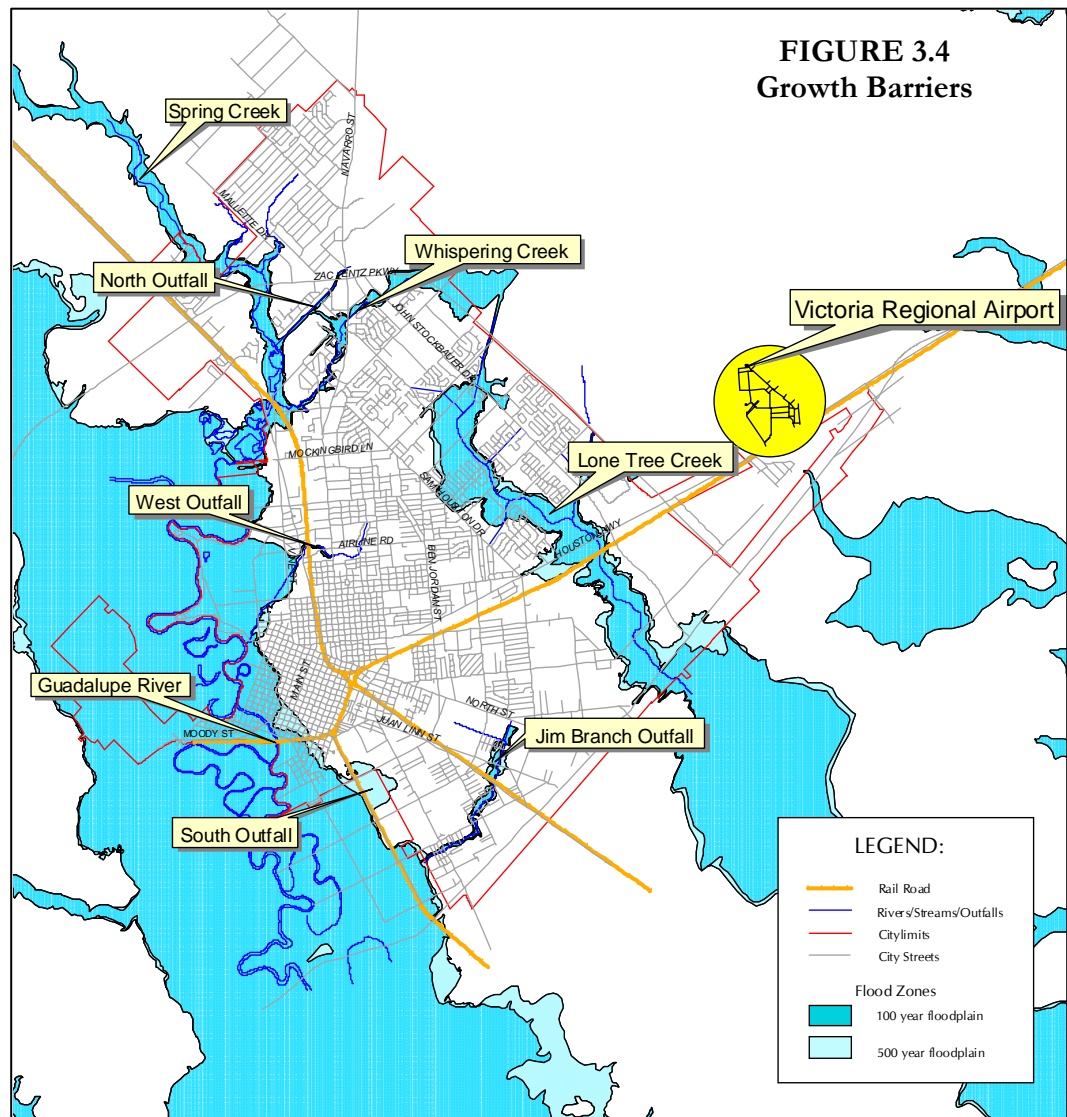 FIGURE 3.4
Growth Barriers
Spring Creek
NAVARRO ST
MALLETTE DR
Whispering Creek
North Outfall
ZAC LENTZ PKWY
Victoria Regional Airport
JOHN STOCKBAUER DR
MOCKINGBIRD LN
Lone Tree Creek
SAM HOUSTON DR
West Outfall
AIRLINE RD
HOUSTON HWY
VINE ST
BEN JORDAN ST
Guadalupe River
MAIN ST
NORTH ST
MOODY ST
JUAN LINN ST
Jim Branch Outfall
South Outfall
LEGEND:
Rail Road
Rivers/Streams/Outfalls
Citylimits
City Streets
Flood Zones
100 year floodplain
500 year floodplain